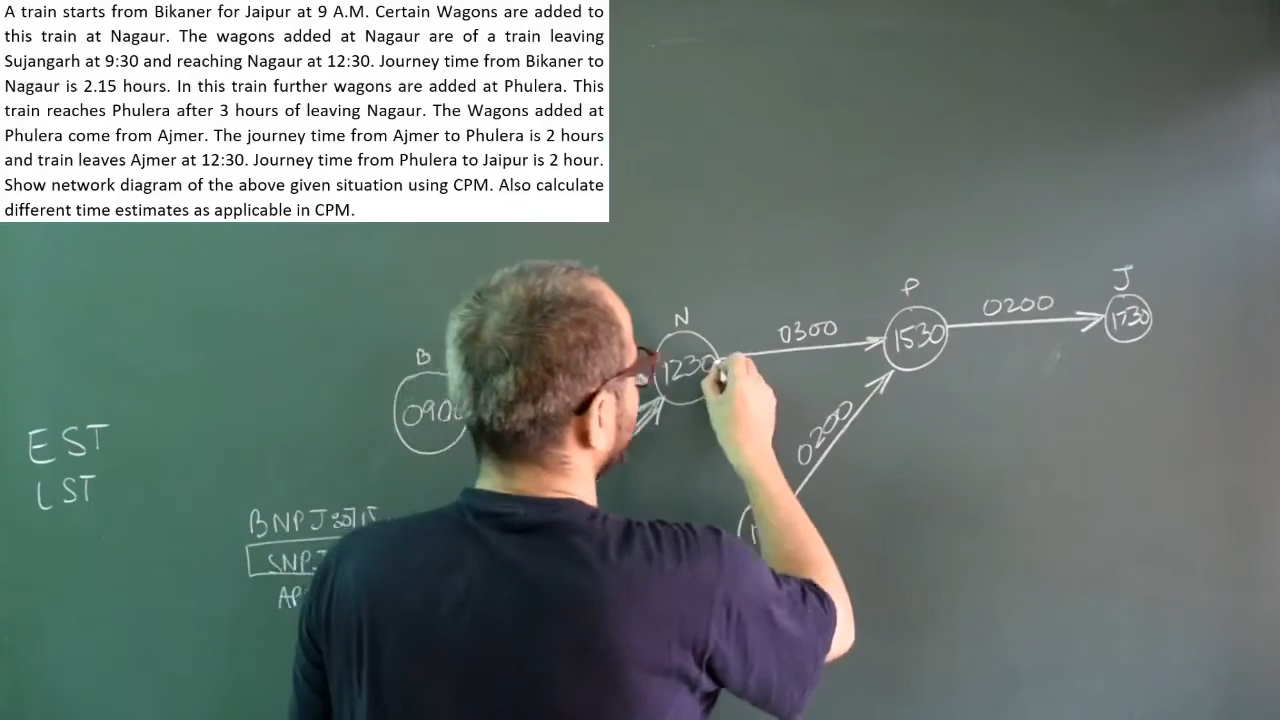 A train starts from Bikaner for Jaipur at 9 A.M. Certain Wagons are added to
this train at Nagaur. The wagons added at Nagaur are of a train leaving
Sujangarh at 9:30 and reaching Nagaur at 12:30. Journey time from Bikaner to
Nagaur is 2.15 hours. In this train further wagons are added at Phulera. This
train reaches Phulera after 3 hours of leaving Nagaur. The Wagons added at
Phulera come from Ajmer. The journey time from Ajmer to Phulera is 2 hours
and train leaves Ajmer at 12:30. Journey time from Phulera to Jaipur is 2 hour.
Show network diagram of the above given situation using CPM. Also calculate
different time estimates as applicable in CPM.
J
P
0200
N
0300
1530
1730
B
1230
090
0200
EST
LST
BNPJ
SNP
AP